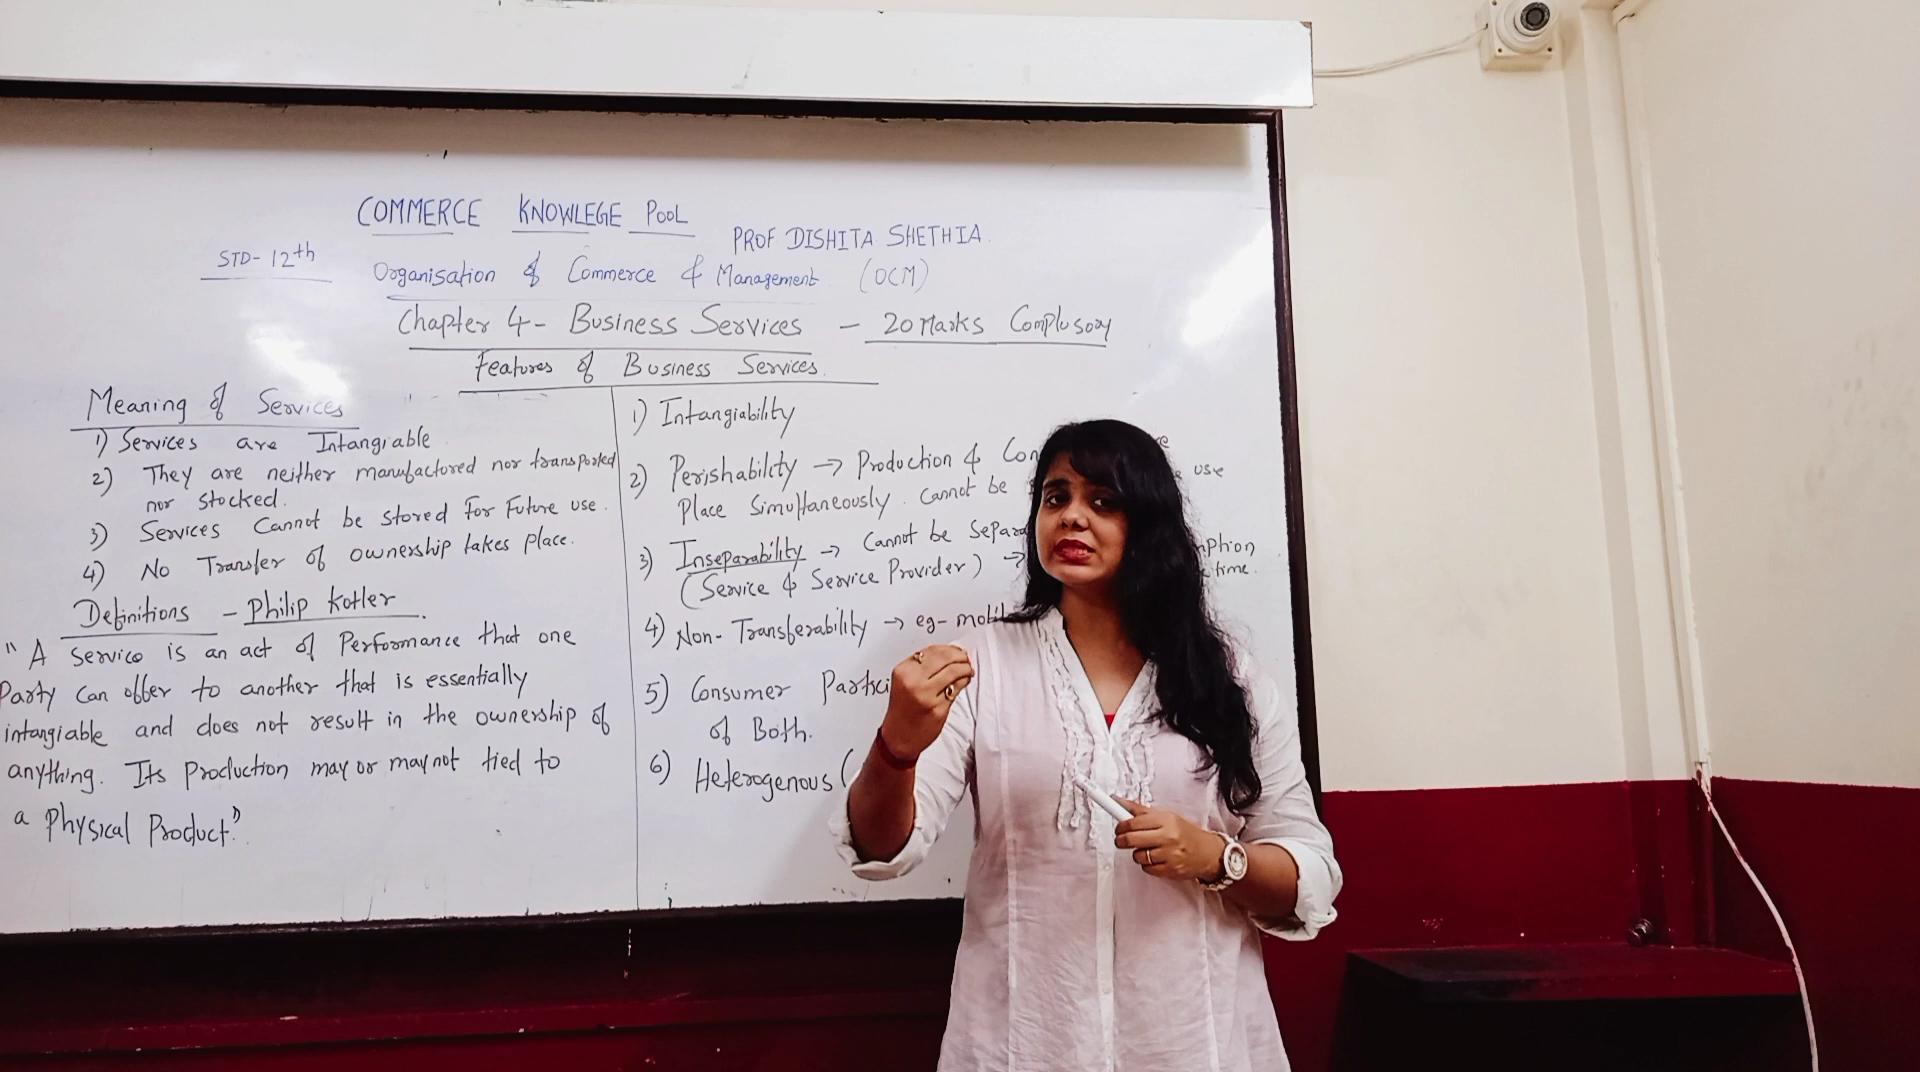 COMMERCE KNOWLEGE POOL
PROF DISHITA SHETHIA.
STD- 12th
Organisation of Commerce & Management (OCM)
Chapter 4 - Business Services - 20 Marks Complusory
Features of Business Services.
Meaning of Services
1) Services are Intangiable.
2) They are neither manufactured nor transported
nor stocked.
3) Services Cannot be stored for Future use.
4) No Transfer of ownership takes place.
Definitions - Philip Kotler.
"A service is an act of Performance that one
Party can offer to another that is essentially
intangiable and does not result in the ownership of
anything. Its production may or may not tied to
a Physical Product".
1) Intangiability
2) Perishability → Production & Con
Place Simultaneously. Cannot be use
3) Inseparability → Cannot be Separa
(Service & Service Provider) → time.
4) Non-Transferability → eg- mobil
5) Consumer Partici
of Both.
6) Heterogenous (